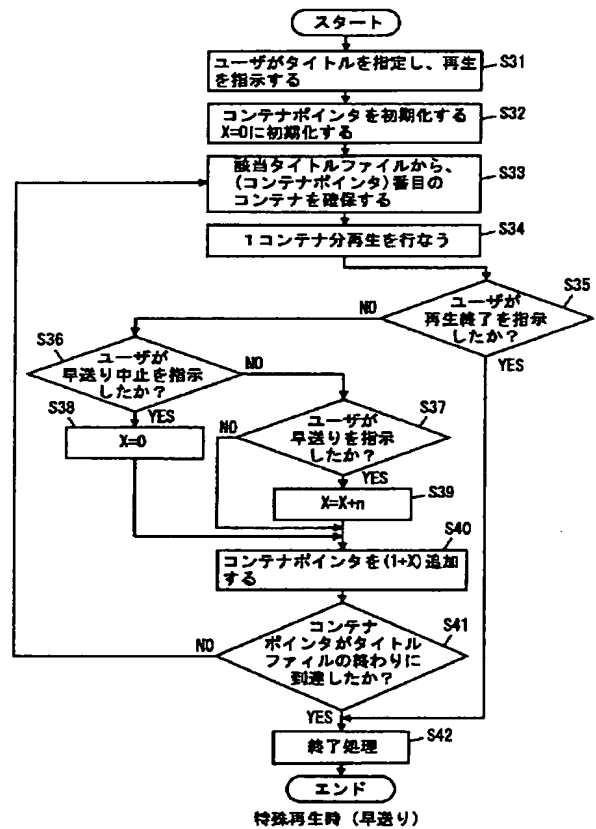 スタート
S31
ユーザがタイトルを指定し、再生
を指示する
S32
コンテナポインタを初期化する
X=0に初期化する
S33
該当タイトルファイルから、
(コンテナポインタ)番目の
コンテナを確保する
S34
1コンテナ分再生を行なう
S35
ユーザが
再生終了を指示
したか?
NO
YES
S36
ユーザが
早送り中止を指示
したか?
NO
YES
S38
X=0
S37
ユーザが
早送りを指示
したか?
NO
YES
S39
X=X+n
S40
コンテナポインタを(1+X)追加
する
S41
コンテナ
ポインタがタイトル
ファィルの終わりに
到達したか?
NO
YES
S42
終了処理
エンド
特殊再生時(早送り)